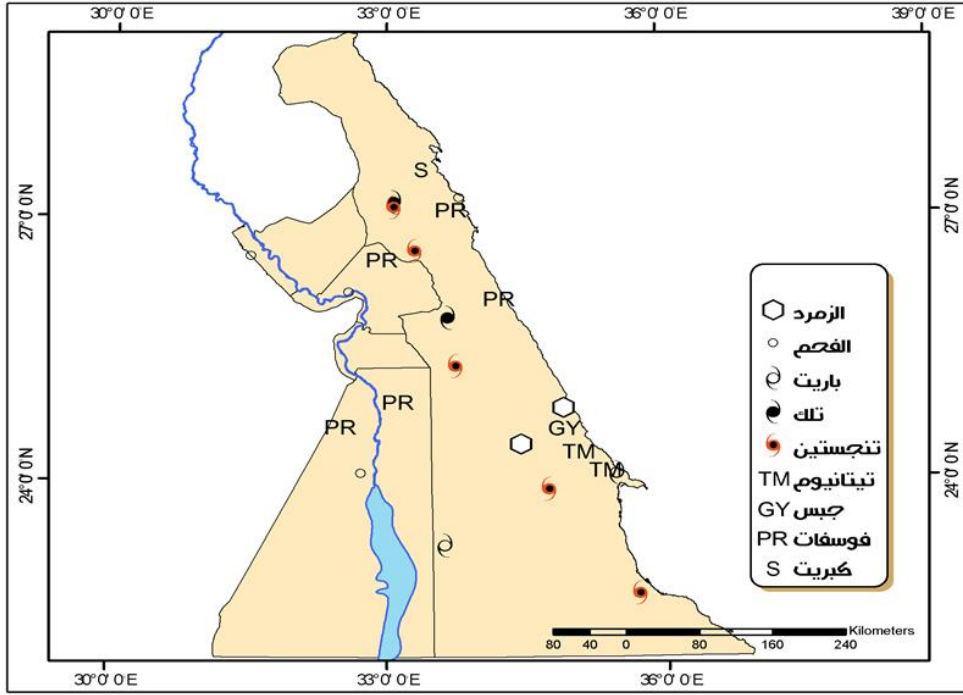 30°0'0"E 33°0'0"E 36°0'0"E 39°0'0"E
27°0'0"N 27°0'0"N
24°0'0"N 24°0'0"N
S
PR
PR
PR
PR
PR
GY
TM
TM
الزمرد
الفحم
باريت
تلك
تنجستين
TM تيتانيوم
GY جبس
PR فوسفات
S كبريت
80 40 0 80 160 240 Kilometers
30°0'0"E 33°0'0"E 36°0'0"E